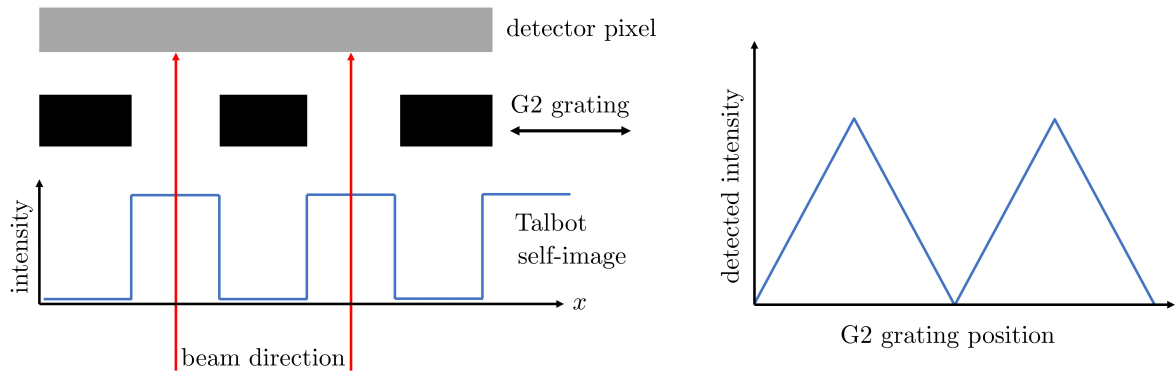 detector pixel
G2 grating
intensity
Talbot
self-image
x
beam direction
detected intensity
G2 grating position